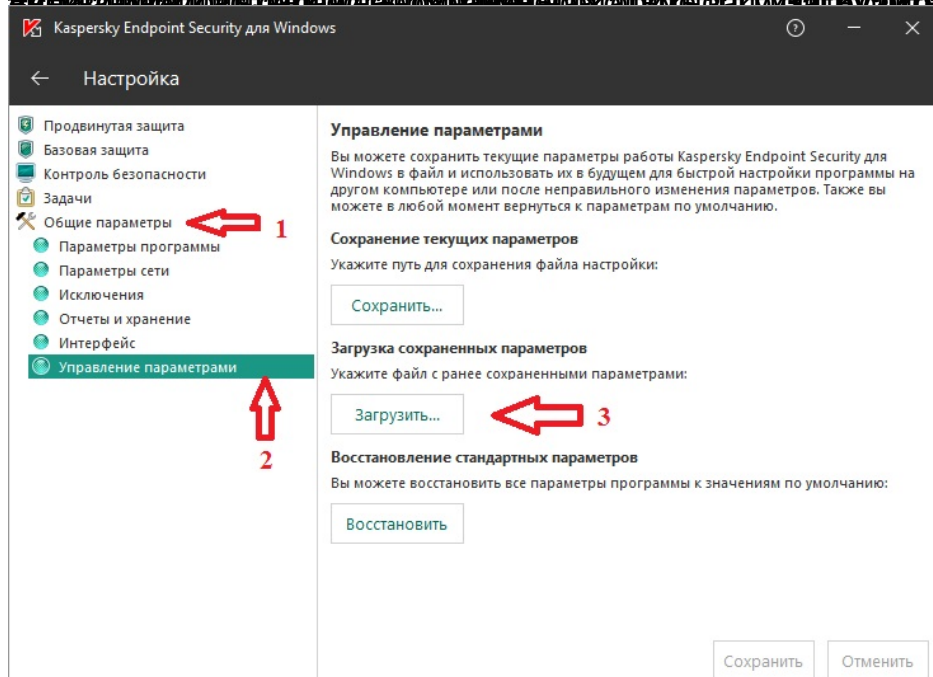 Kaspersky Endpoint Security для Windows
Настройка
Продвинутая защита
Базовая защита
Контроль безопасности
Задачи
Общие параметры
1
Параметры программы
Параметры сети
Исключения
Отчеты и хранение
Интерфейс
Управление параметрами
2
Управление параметрами
Вы можете сохранить текущие параметры работы Kaspersky Endpoint Security для
Windows в файл и использовать их в будущем для быстрой настройки программы на
другом компьютере или после неправильного изменения параметров. Также вы
можете в любой момент вернуться к параметрам по умолчанию.
Сохранение текущих параметров
Укажите путь для сохранения файла настройки:
Сохранить...
Загрузка сохраненных параметров
Укажите файл с ранее сохраненными параметрами:
Загрузить...
3
Восстановление стандартных параметров
Вы можете восстановить все параметры программы к значениям по умолчанию:
Восстановить
Сохранить
Отменить